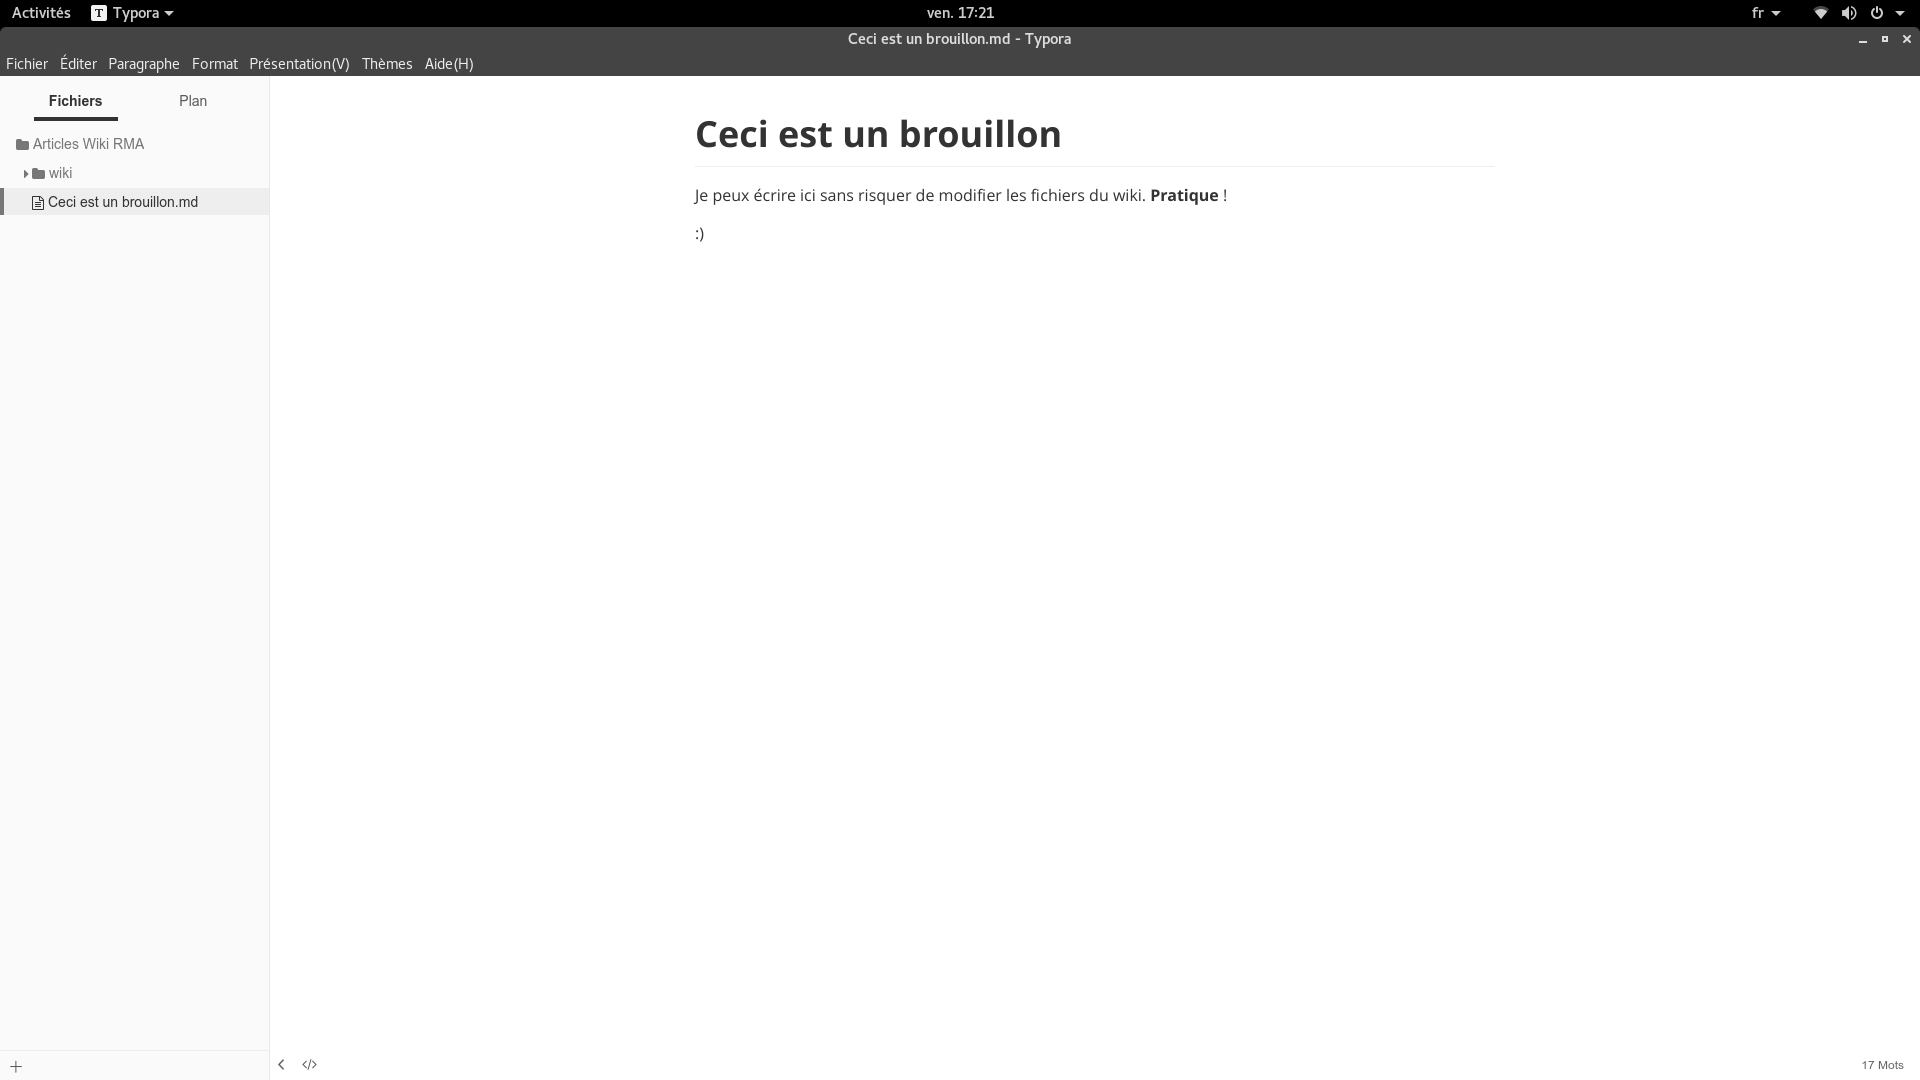 Activités Typora ven. 17:21 fr
Ceci est un brouillon.md - Typora
Fichier Éditer Paragraphe Format Présentation(V) Thèmes Aide(H)
Fichiers Plan
Articles Wiki RMA
wiki
Ceci est un brouillon.md
Ceci est un brouillon
Je peux écrire ici sans risquer de modifier les fichiers du wiki. Pratique !
:)
17 Mots